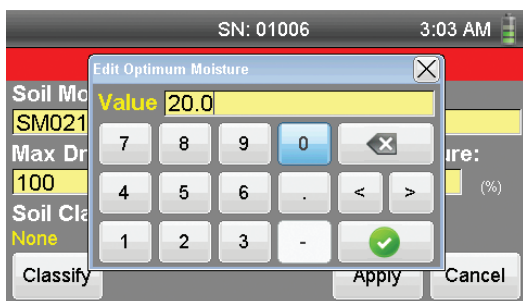 SN: 01006 3:03 AM
Edit Optimum Moisture
Value 20.0
Soil Mo
SM021
Max Dr ure:
100 (%)
Soil Cla
None
7 8 9 0
4 5 6 . < >
1 2 3 -
Classify Apply Cancel